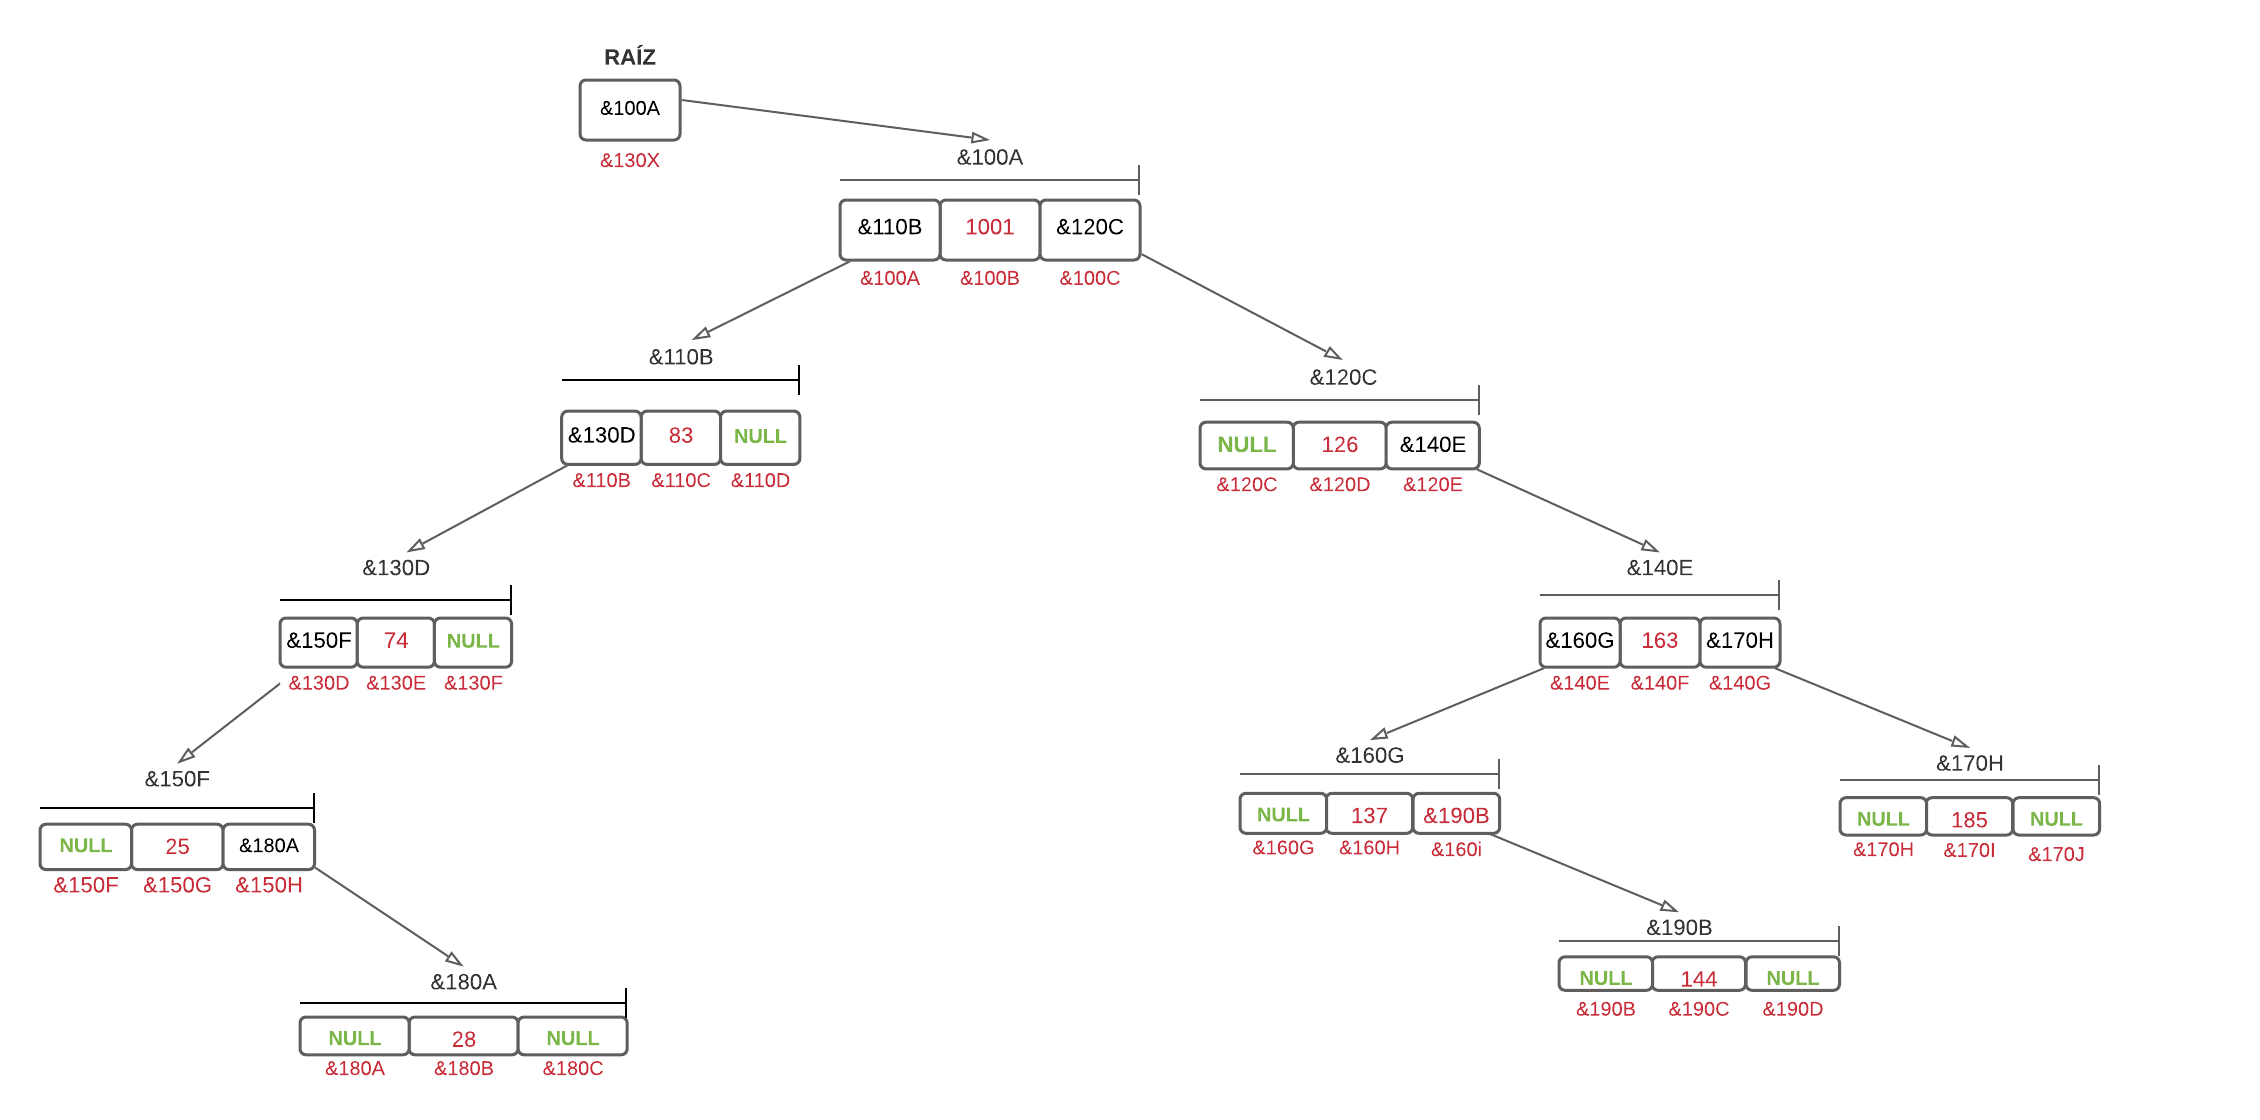 RAÍZ
&100A
&130X
&100A
&110B 1001 &120C
&100A &100B &100C
&110B
&130D 83 NULL
&110B &110C &110D
&120C
NULL 126 &140E
&120C &120D &120E
&130D
&150F 74 NULL
&130D &130E &130F
&140E
&160G 163 &170H
&140E &140F &140G
&150F
NULL 25 &180A
&150F &150G &150H
&160G
NULL 137 &190B
&160G &160H &160i
&170H
NULL 185 NULL
&170H &170I &170J
&180A
NULL 28 NULL
&180A &180B &180C
&190B
NULL 144 NULL
&190B &190C &190D